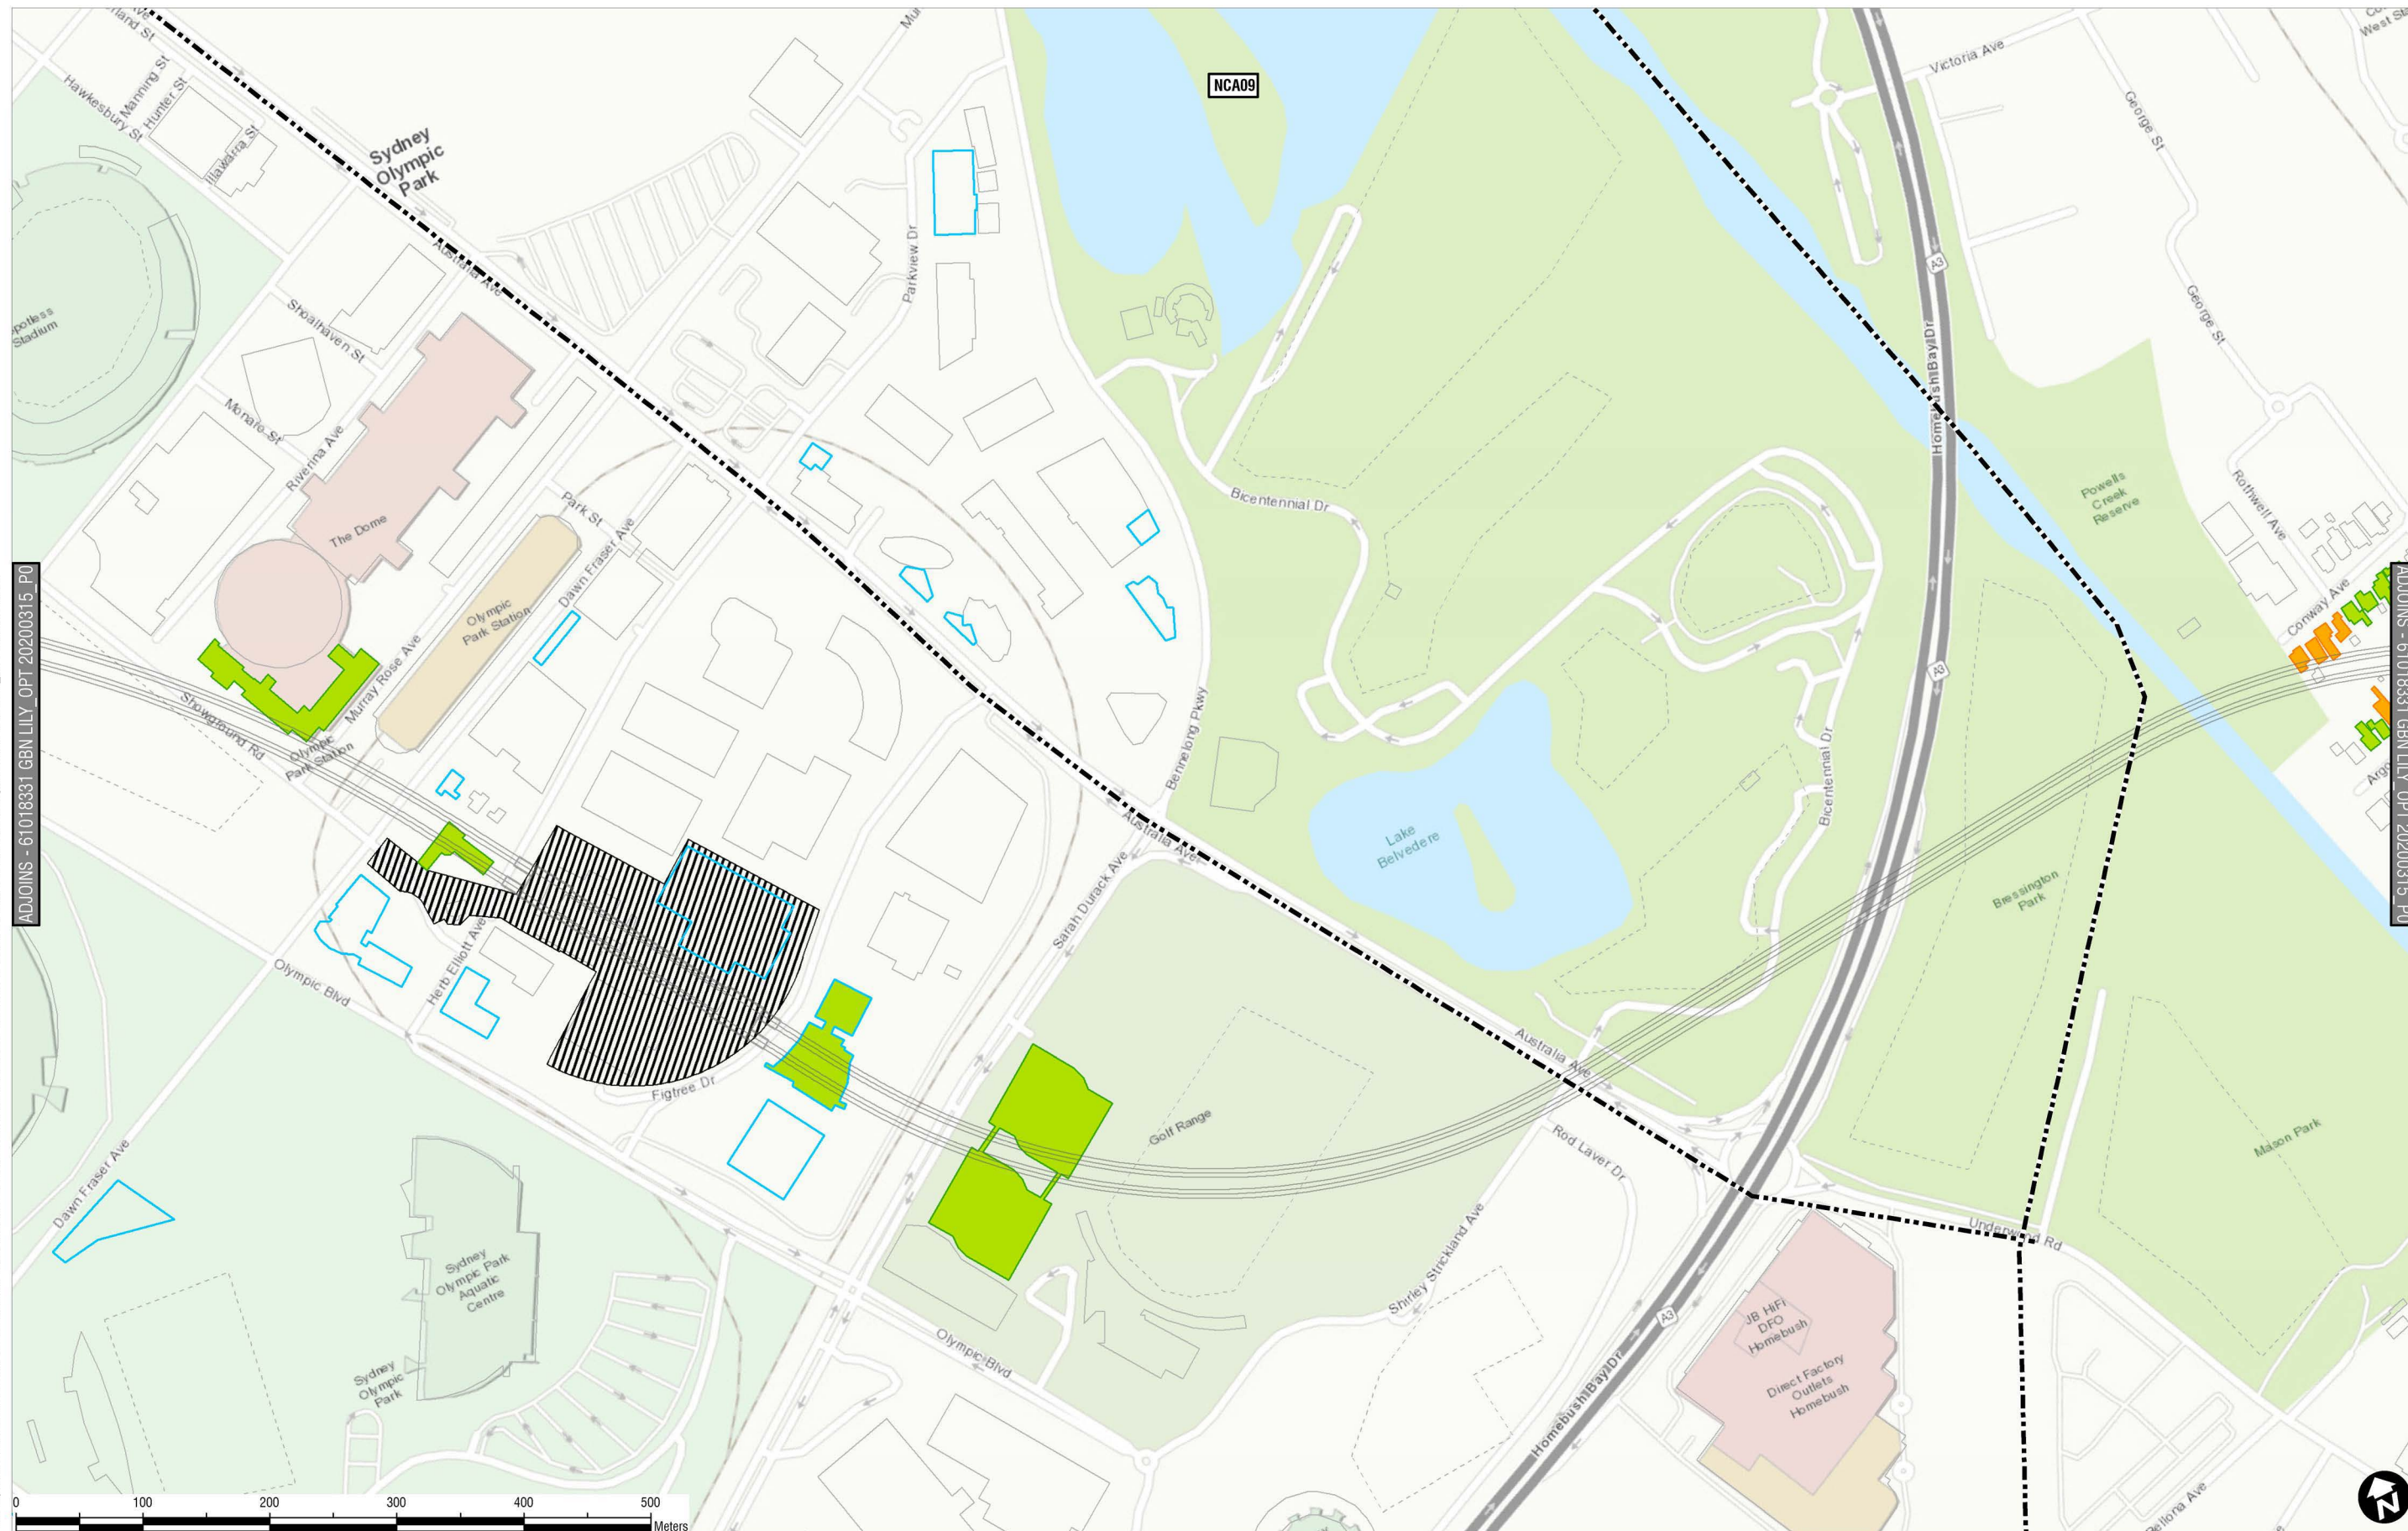 NCA09
Victoria Ave
George St
Manning St
Hunter St
Hawkesbury St
Illawarra St
Sydney
Olympic
Park
Australia Ave
Parkview Dr
A3
Homebush Bay Dr
George St
Shoalhaven St
Monaro St
Riverina Ave
The Dome
Park St
Dawn Fraser Ave
Olympic
Park Station
Murray Rose Ave
Showground Rd
Olympic
Park Station
Bicentennial Dr
Powells
Creek
Reserve
Rothwell Ave
Conway Ave
ADJOINS - 61018331 GBN LILY_OPT 20200315_P0
ADJOINS - 61018331 GBN LILY_OPT 20200315_P0
A3
Bennelong Pkwy
Bicentennial Dr
Australia Ave
Lake
Belvedere
Sarah Durack Ave
Bressington
Park
Herb Elliott Ave
Olympic Blvd
Figtree Dr
Australia Ave
Golf Range
Rod Laver Dr
Mason Park
Dawn Fraser Ave
Shirley Strickland Ave
Underwood Rd
Sydney
Olympic Park
Aquatic
Centre
JB HiFi
DFO
Homebush
A3
Olympic Blvd
Direct Factory
Outlets
Homebush
Sydney
Olympic
Park
Homebush Bay Dr
0 100 200 300 400 500
Meters
N